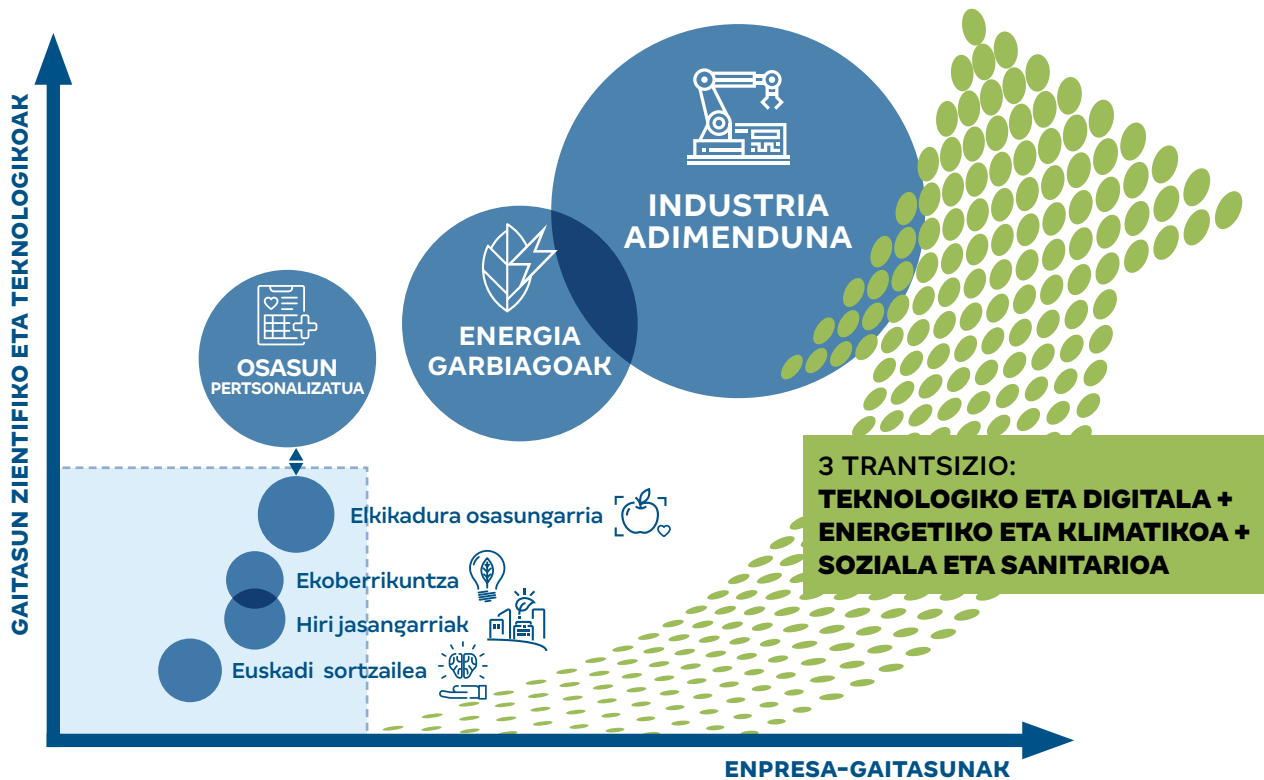 GAITASUN ZIENTIFIKO ETA TEKNOLOGIKOAK
INDUSTRIA
ADIMENDUNA
ENERGIA
GARBIAGOAK
OSASUN
PERTSONALIZATUA
3 TRANTSIZIO:
TEKNOLOGIKO ETA DIGITALA +
ENERGETIKO ETA KLIMATIKOA +
SOZIALA ETA SANITARIOA
Elkikadura osasungarria
Ekoberrikuntza
Hiri jasangarriak
Euskadi sortzailea
ENPRESA-GAITASUNAK